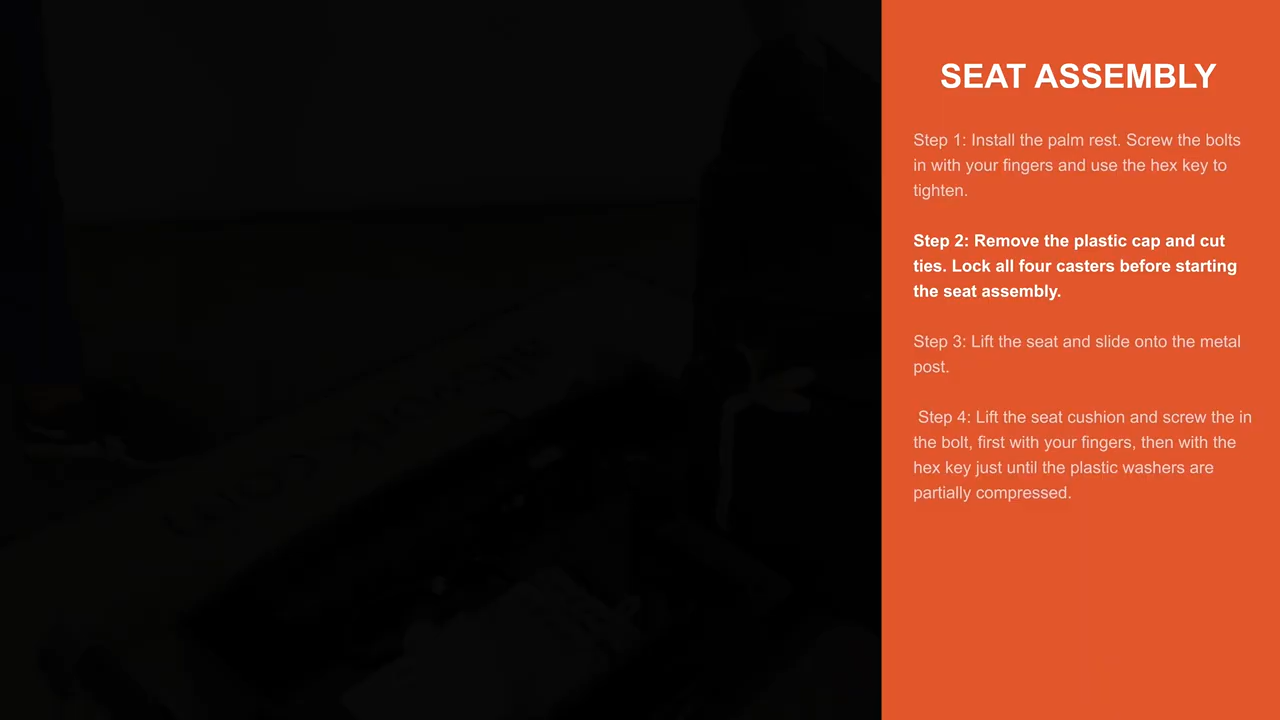 SEAT ASSEMBLY
Step 1: Install the palm rest. Screw the bolts
in with your fingers and use the hex key to
tighten.
Step 2: Remove the plastic cap and cut
ties. Lock all four casters before starting
the seat assembly.
Step 3: Lift the seat and slide onto the metal
post.
Step 4: Lift the seat cushion and screw the in
the bolt, first with your fingers, then with the
hex key just until the plastic washers are
partially compressed.